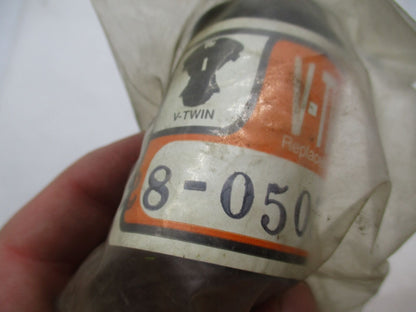 V-TWIN
V-T
Replac
8-050